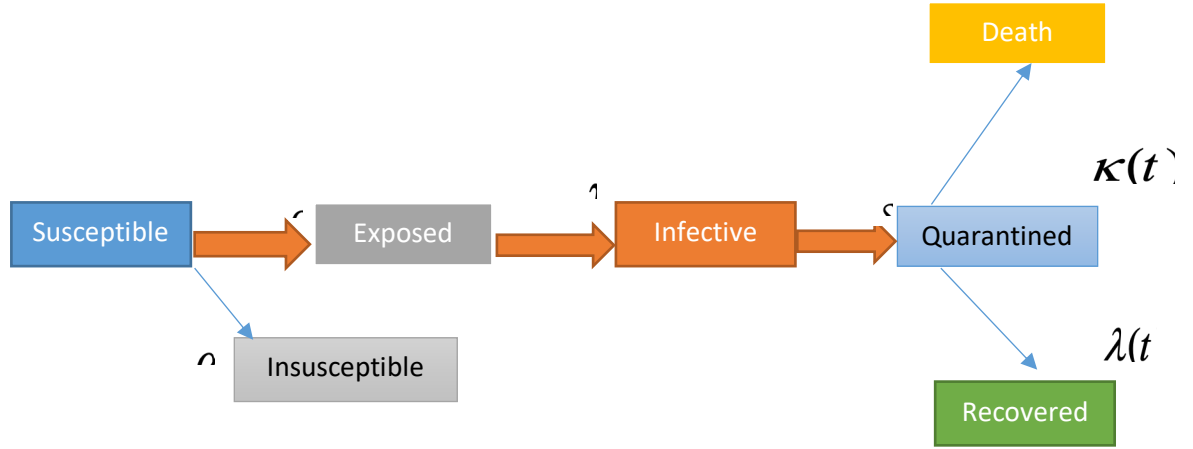 Death
κ(t)
Susceptible
Exposed
Infective
Quarantined
Insusceptible
λ(t
Recovered